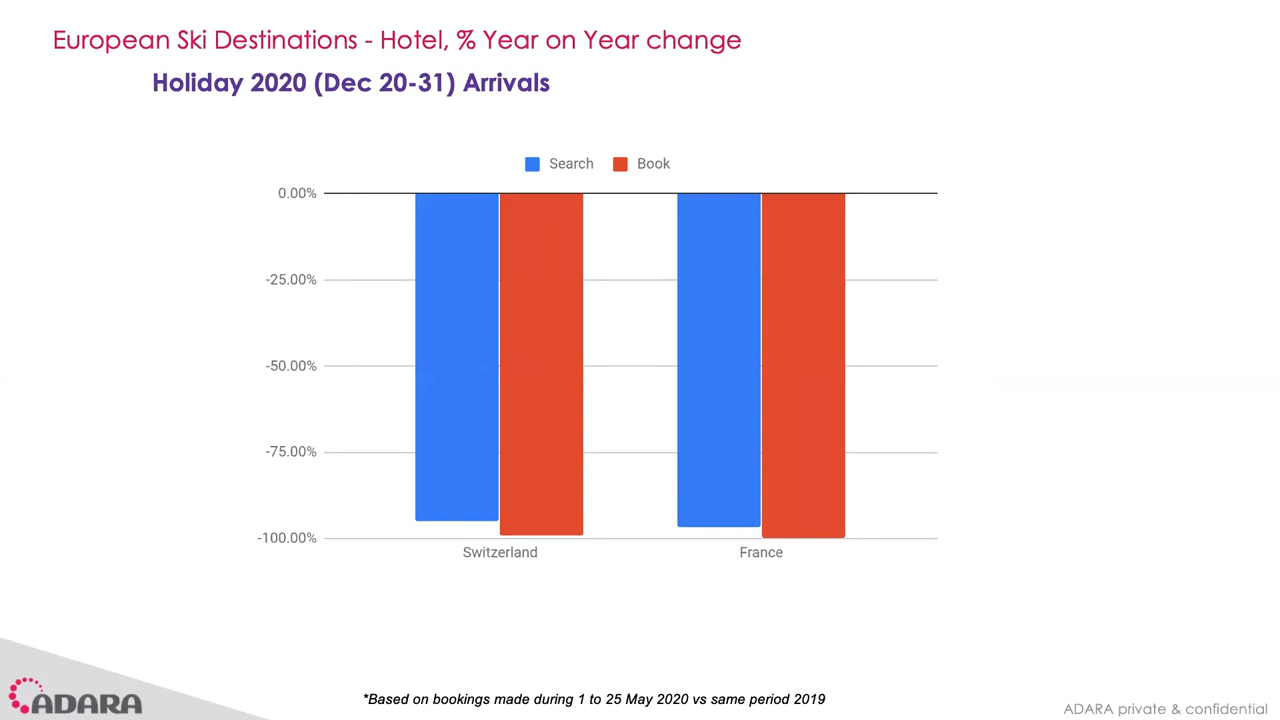 European Ski Destinations - Hotel, % Year on Year change
Holiday 2020 (Dec 20-31) Arrivals
Search Book
0.00%
-25.00%
-50.00%
-75.00%
-100.00%
Switzerland France
ADARA
*Based on bookings made during 1 to 25 May 2020 vs same period 2019
ADARA private & confidential